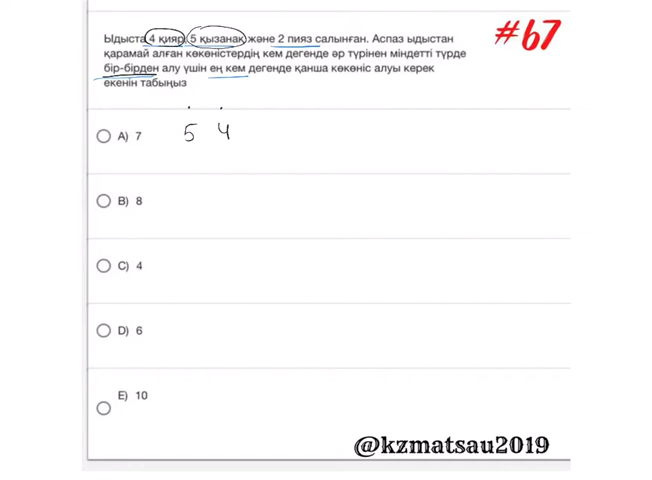 #67
Ыдыста 4 қияр, 5 қызанақ және 2 пияз салынған. Аспаз ыдыстан
қарамай алған көкөністердің кем дегенде әр түрінен міндетті түрде
бір-бірден алу үшін ең кем дегенде қанша көкөніс алуы керек
екенін табыңыз
5 4
A) 7
B) 8
C) 4
D) 6
E) 10
@kzmatsau2019